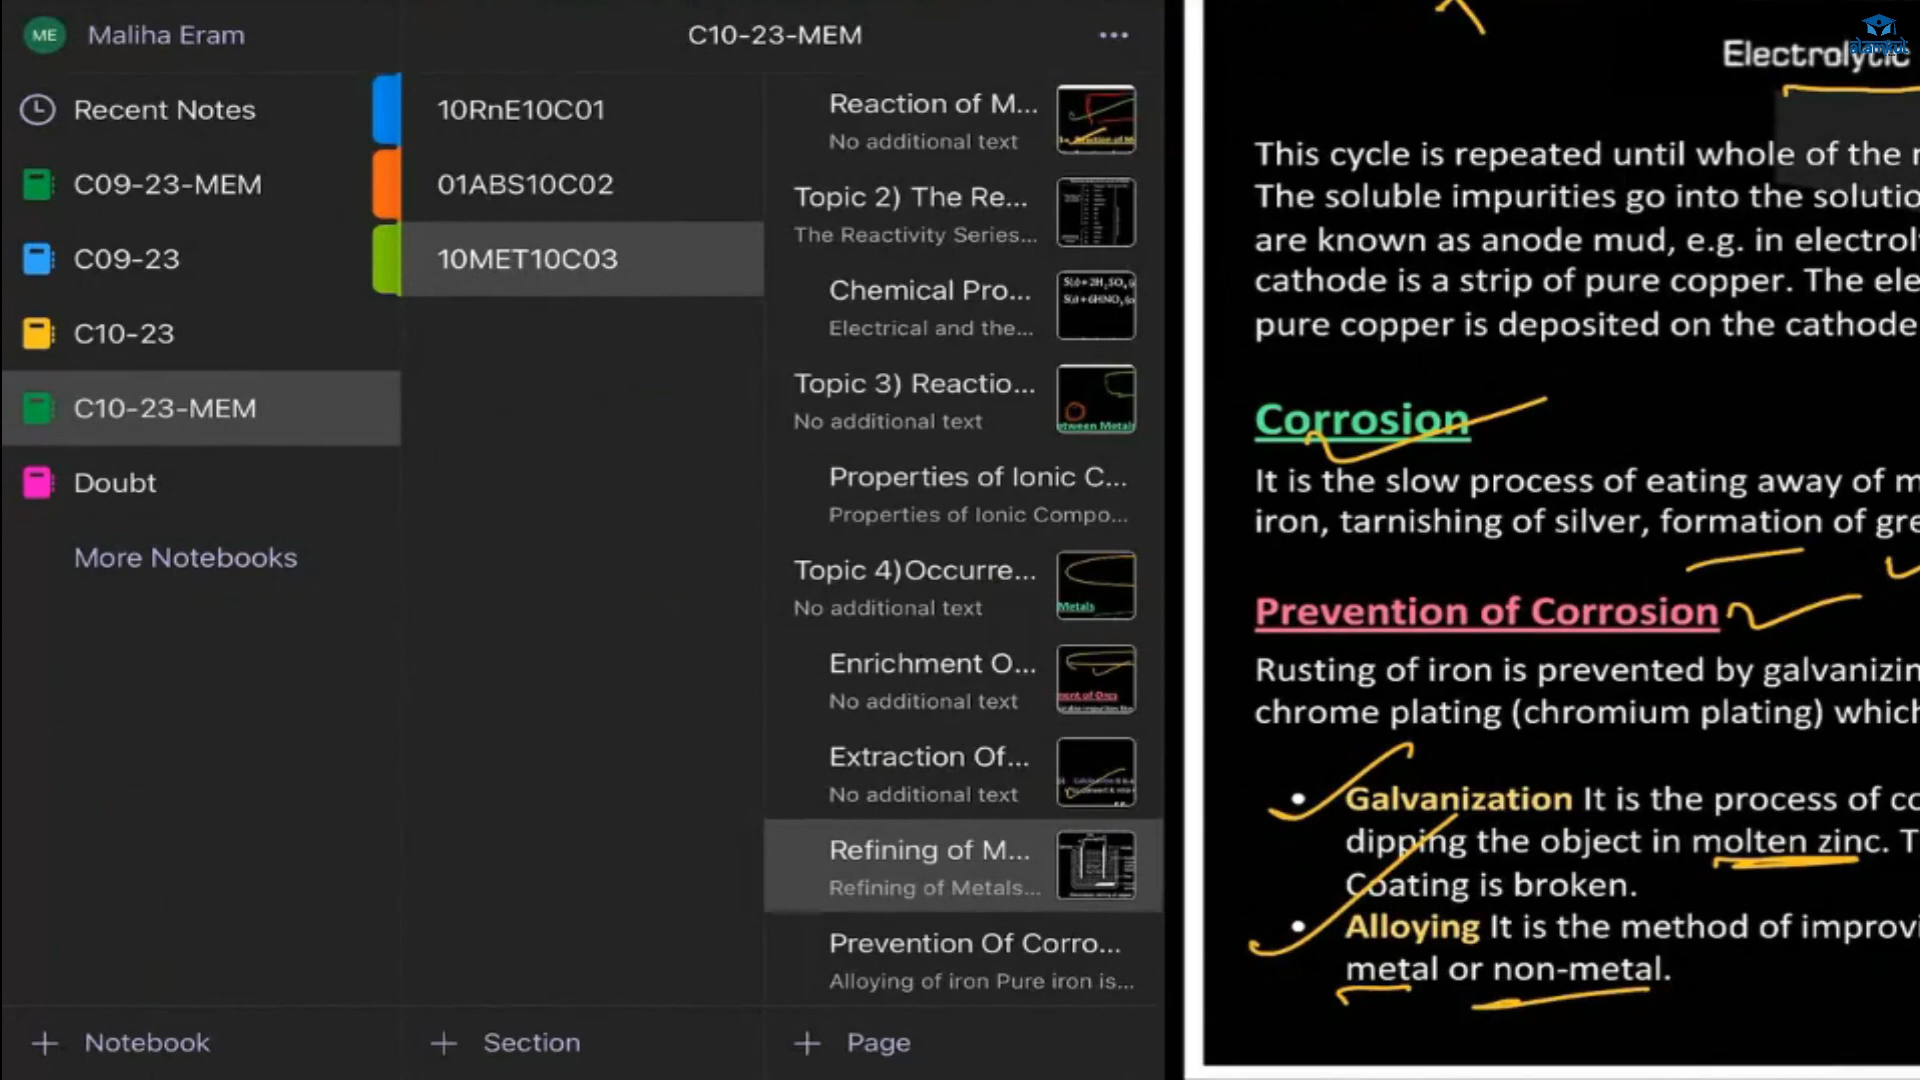 ME Maliha Eram
Recent Notes
C09-23-MEM
C09-23
C10-23
C10-23-MEM
Doubt
More Notebooks
Notebook
10RnE10C01
01ABS10C02
10MET10C03
Section
C10-23-MEM
Reaction of M...
No additional text
Topic 2) The Re...
The Reactivity Series...
Chemical Pro...
Electrical and the...
Topic 3) Reactio...
No additional text
Properties of Ionic C...
Properties of Ionic Compo...
Topic 4)Occurre...
No additional text
Enrichment O...
No additional text
Extraction Of...
No additional text
Refining of M...
Refining of Metals...
Prevention Of Corro...
Alloying of iron Pure iron is...
Page
Electrolytic
This cycle is repeated until whole of the
The soluble impurities go into the solutio
are known as anode mud, e.g. in electrol
cathode is a strip of pure copper. The ele
pure copper is deposited on the cathode
Corrosion
It is the slow process of eating away of m
iron, tarnishing of silver, formation of gre
Prevention of Corrosion
Rusting of iron is prevented by galvanizin
chrome plating (chromium plating) which
• Galvanization It is the process of co
dipping the object in molten zinc. T
Coating is broken.
• Alloying It is the method of improvi
metal or non-metal.